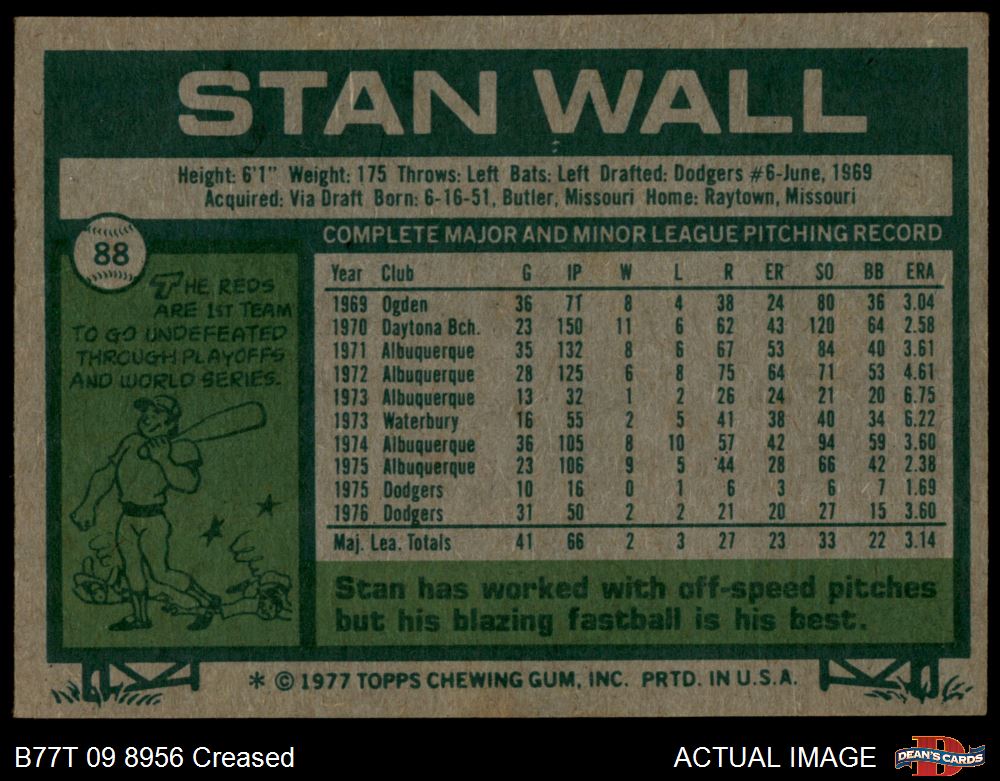 STAN WALL
Height: 6'1" Weight: 175 Throws: Left Bats: Left Drafted: Dodgers #6-June, 1969
Acquired: Via Draft Born: 6-16-51, Butler, Missouri Home: Raytown, Missouri
88
THE REDS
ARE 1ST TEAM
TO GO UNDEFEATED
THROUGH PLAYOFFS
AND WORLD SERIES.
COMPLETE MAJOR AND MINOR LEAGUE PITCHING RECORD
Year Club G IP W L R ER SO BB ERA
1969 Ogden 36 71 8 4 38 24 80 36 3.04
1970 Daytona Bch. 23 150 11 6 62 43 120 64 2.58
1971 Albuquerque 35 132 8 6 67 53 84 40 3.61
1972 Albuquerque 28 125 6 8 75 64 71 53 4.61
1973 Albuquerque 13 32 1 2 26 24 21 20 6.75
1973 Waterbury 16 55 2 5 41 38 40 34 6.22
1974 Albuquerque 36 105 8 10 57 42 94 59 3.60
1975 Albuquerque 23 106 9 5 44 28 66 42 2.38
1975 Dodgers 10 16 0 1 6 3 6 7 1.69
1976 Dodgers 31 50 2 2 21 20 27 15 3.60
Maj. Lea. Totals 41 66 2 3 27 23 33 22 3.14
Stan has worked with off-speed pitches
but his blazing fastball is his best.
* © 1977 TOPPS CHEWING GUM, INC. PRTD. IN U.S.A.
B77T 09 8956 Creased
ACTUAL IMAGE
D
DEAN'S CARDS